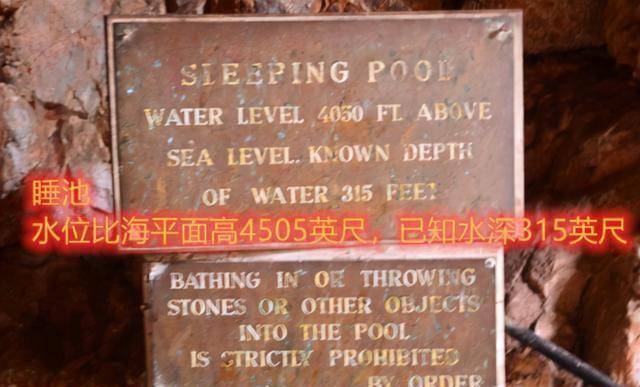 SLEEPING POOL
WATER LEVEL 4050 FT. ABOVE
SEA LEVEL. KNOWN DEPTH
OF WATER 315 FEET
睡池
水位比海平面高4505英尺，已知水深315英尺
BATHING IN OR THROWING
STONES OR OTHER OBJECTS
INTO THE POOL
IS STRICTLY PROHIBITED
BY ORDER